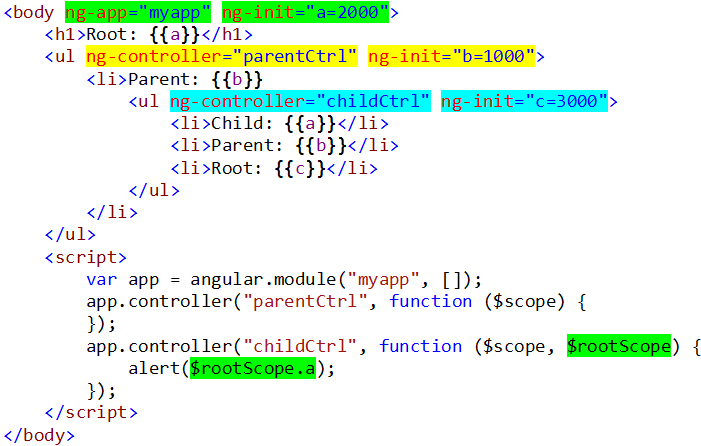 <body ng-app="myapp" ng-init="a=2000">
<h1>Root: {{a}}</h1>
<ul ng-controller="parentCtrl" ng-init="b=1000">
<li>Parent: {{b}}
<ul ng-controller="childCtrl" ng-init="c=3000">
<li>Child: {{a}}</li>
<li>Parent: {{b}}</li>
<li>Root: {{c}}</li>
</ul>
</li>
</ul>
<script>
var app = angular.module("myapp", []);
app.controller("parentCtrl", function ($scope) {
});
app.controller("childCtrl", function ($scope, $rootScope) {
alert($rootScope.a);
});
</script>
</body>